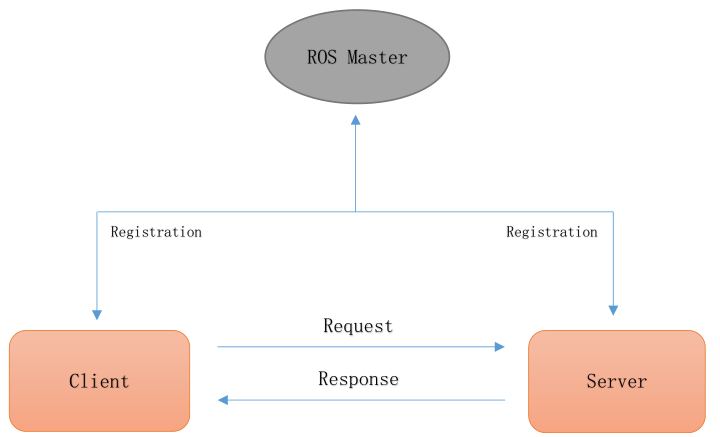 ROS Master
Registration
Registration
Request
Response
Client
Server